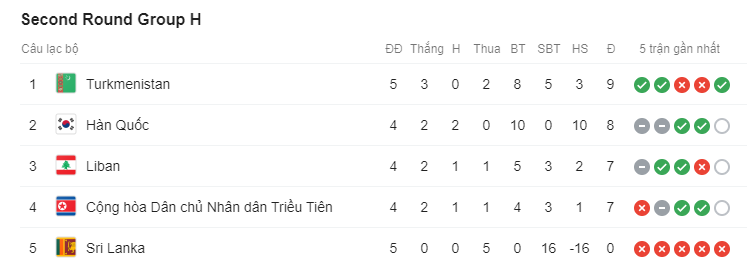 Second Round Group H
Câu lạc bộ ĐĐ Thắng H Thua BT SBT HS Đ 5 trận gần nhất
1 Turkmenistan 5 3 0 2 8 5 3 9
2 Hàn Quốc 4 2 2 0 10 0 10 8
3 Liban 4 2 1 1 5 3 2 7
4 Cộng hòa Dân chủ Nhân dân Triều Tiên 4 2 1 1 4 3 1 7
5 Sri Lanka 5 0 0 5 0 16 -16 0